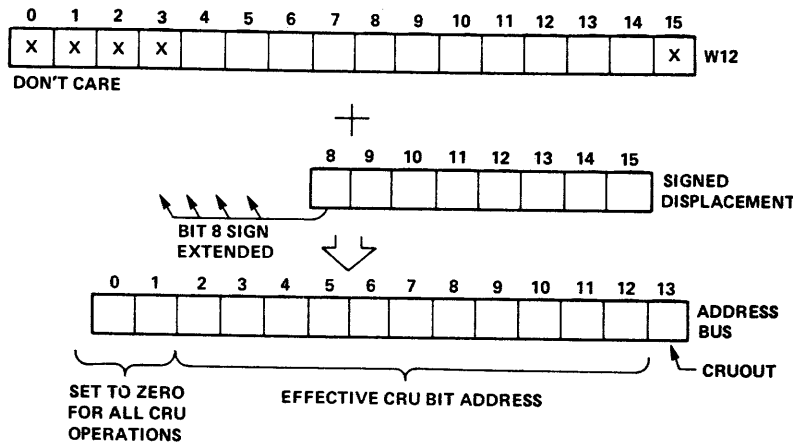 0 1 2 3 4 5 6 7 8 9 10 11 12 13 14 15
X X X X X W12
DON'T CARE
+
8 9 10 11 12 13 14 15
SIGNED
DISPLACEMENT
BIT 8 SIGN
EXTENDED
0 1 2 3 4 5 6 7 8 9 10 11 12 13
ADDRESS
BUS
CRUOUT
SET TO ZERO
FOR ALL CRU
OPERATIONS
EFFECTIVE CRU BIT ADDRESS